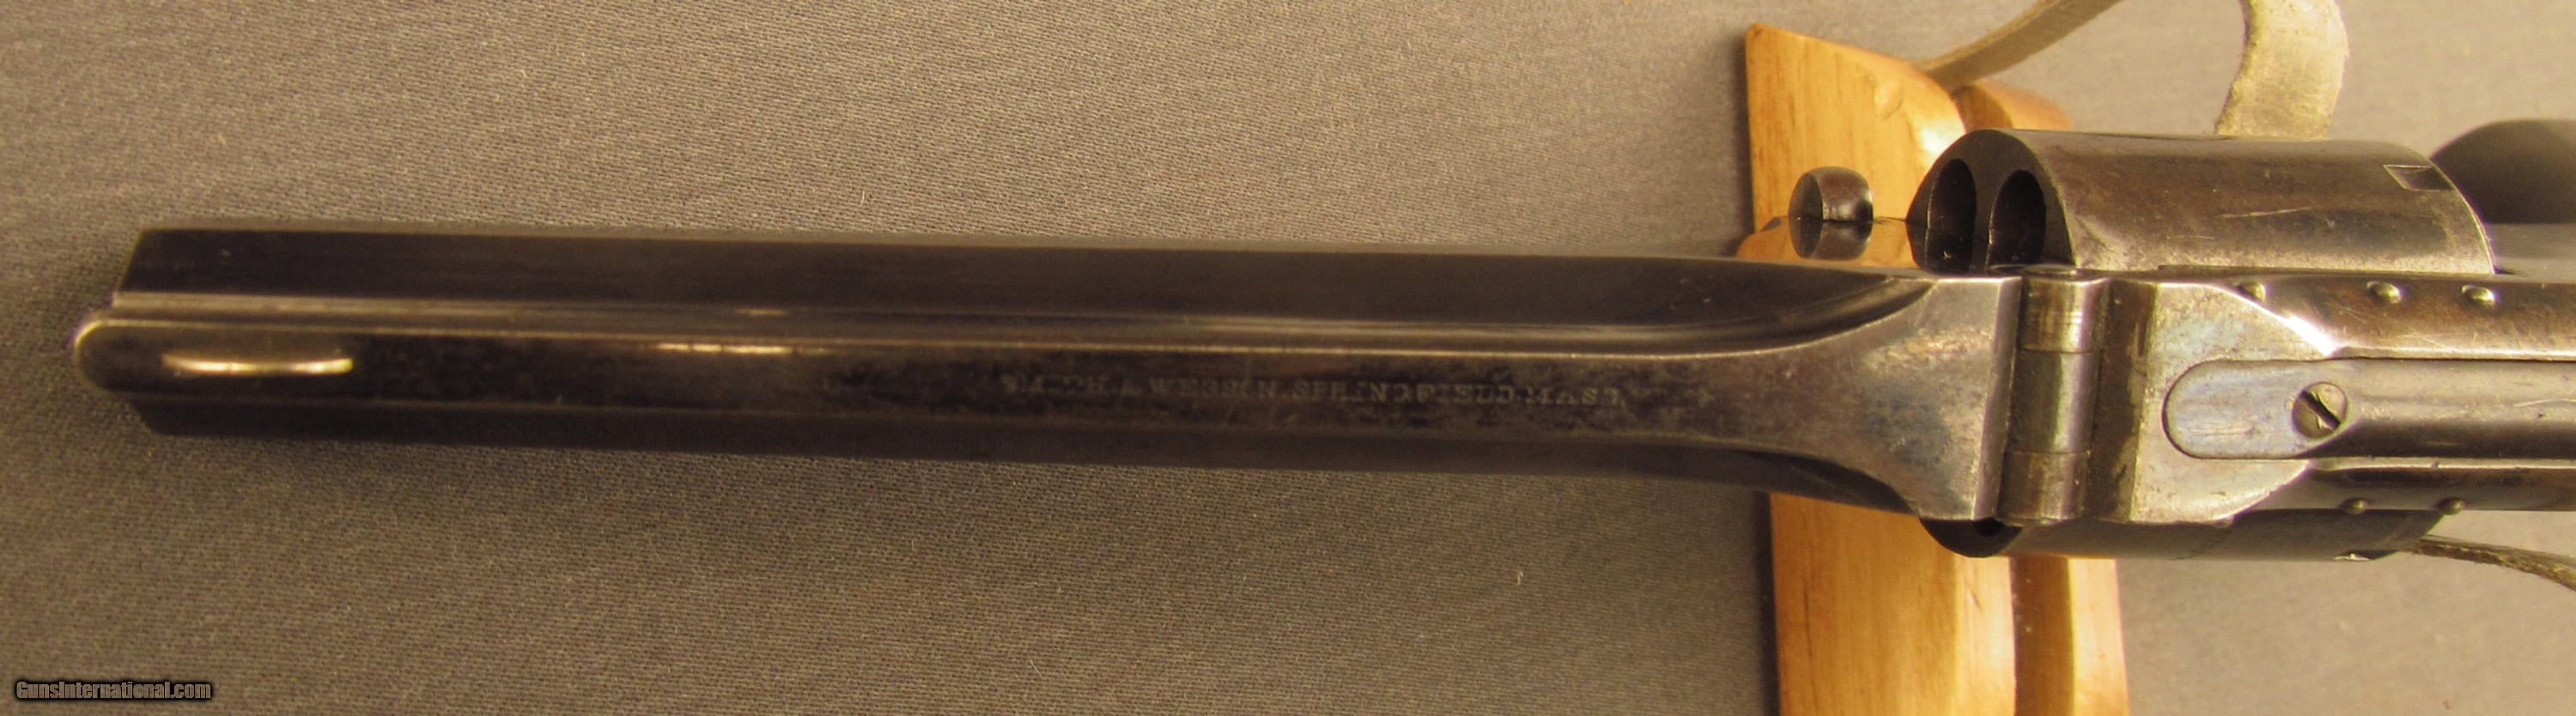 SMITH & WESSON. SPRINGFIELD. MASS.
GunsInternational.com